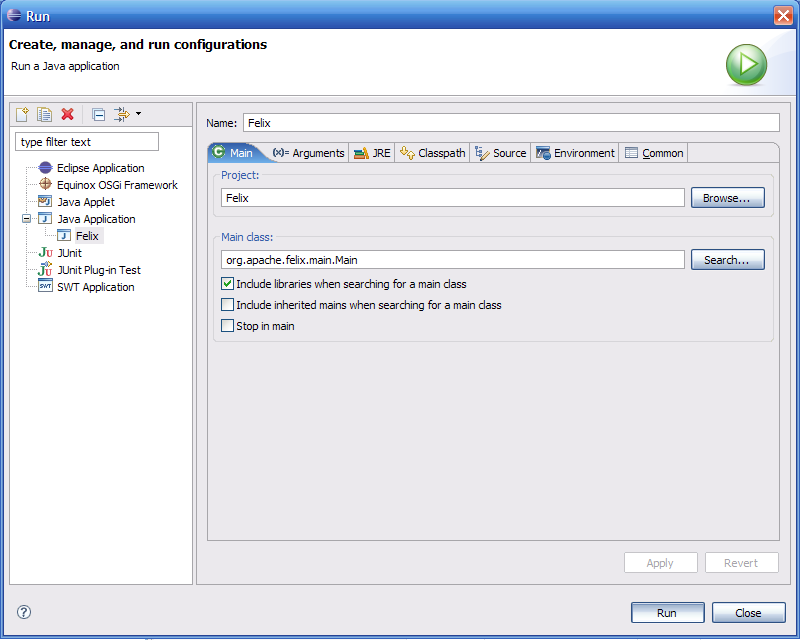 Run
Create, manage, and run configurations
Run a Java application
type filter text
Eclipse Application
Equinox OSGi Framework
Java Applet
Java Application
Felix
JUnit
JUnit Plug-in Test
SWT Application
Name: Felix
Main (x)= Arguments JRE Classpath Source Environment Common
Project:
Felix Browse...
Main class:
org.apache.felix.main.Main Search...
Include libraries when searching for a main class
Include inherited mains when searching for a main class
Stop in main
Apply Revert
Run Close